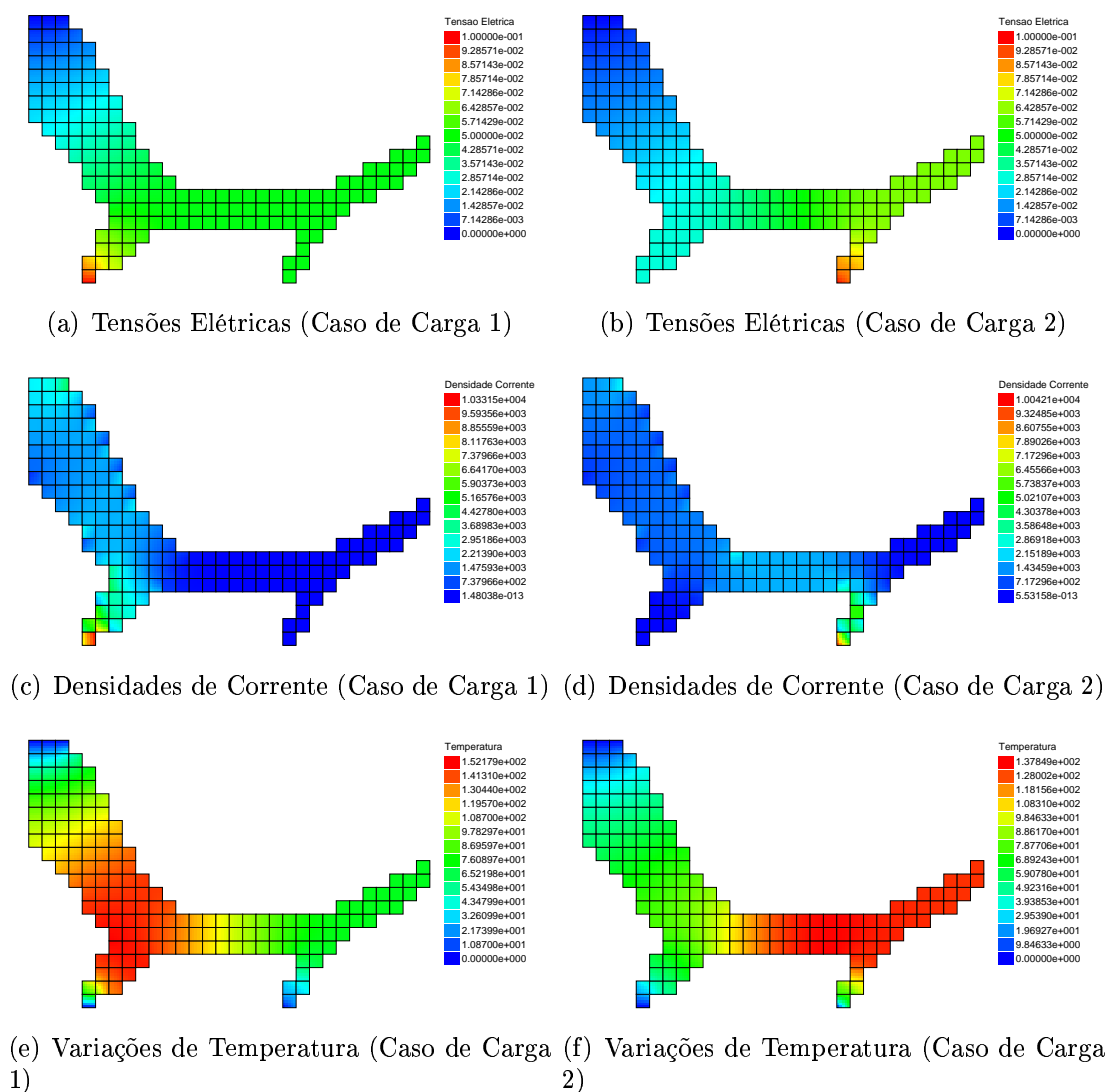 Tensao Eletrica
1.00000e-001
9.28571e-002
8.57143e-002
7.85714e-002
7.14286e-002
6.42857e-002
5.71429e-002
5.00000e-002
4.28571e-002
3.57143e-002
2.85714e-002
2.14286e-002
1.42857e-002
7.14286e-003
0.00000e+000
(a) Tensões Elétricas (Caso de Carga 1)
Tensao Eletrica
1.00000e-001
9.28571e-002
8.57143e-002
7.85714e-002
7.14286e-002
6.42857e-002
5.71429e-002
5.00000e-002
4.28571e-002
3.57143e-002
2.85714e-002
2.14286e-002
1.42857e-002
7.14286e-003
0.00000e+000
(b) Tensões Elétricas (Caso de Carga 2)
Densidade Corrente
1.03315e+004
9.59356e+003
8.85559e+003
8.11763e+003
7.37966e+003
6.64170e+003
5.90373e+003
5.16576e+003
4.42780e+003
3.68983e+003
2.95186e+003
2.21390e+003
1.47593e+003
7.37966e+002
1.48038e-013
(c) Densidades de Corrente (Caso de Carga 1)
Densidade Corrente
1.00421e+004
9.32485e+003
8.60755e+003
7.89026e+003
7.17296e+003
6.45566e+003
5.73837e+003
5.02107e+003
4.30378e+003
3.58648e+003
2.86918e+003
2.15189e+003
1.43459e+003
7.17296e+002
5.53158e-013
(d) Densidades de Corrente (Caso de Carga 2)
Temperatura
1.52179e+002
1.41310e+002
1.30440e+002
1.19570e+002
1.08700e+002
9.78297e+001
8.69597e+001
7.60897e+001
6.52198e+001
5.43498e+001
4.34799e+001
3.26099e+001
2.17399e+001
1.08700e+001
0.00000e+000
(e) Variações de Temperatura (Caso de Carga
1)
Temperatura
1.37849e+002
1.28002e+002
1.18156e+002
1.08310e+002
9.84633e+001
8.86170e+001
7.87706e+001
6.89243e+001
5.90780e+001
4.92316e+001
3.93853e+001
2.95390e+001
1.96927e+001
9.84633e+000
0.00000e+000
(f) Variações de Temperatura (Caso de Carga
2)